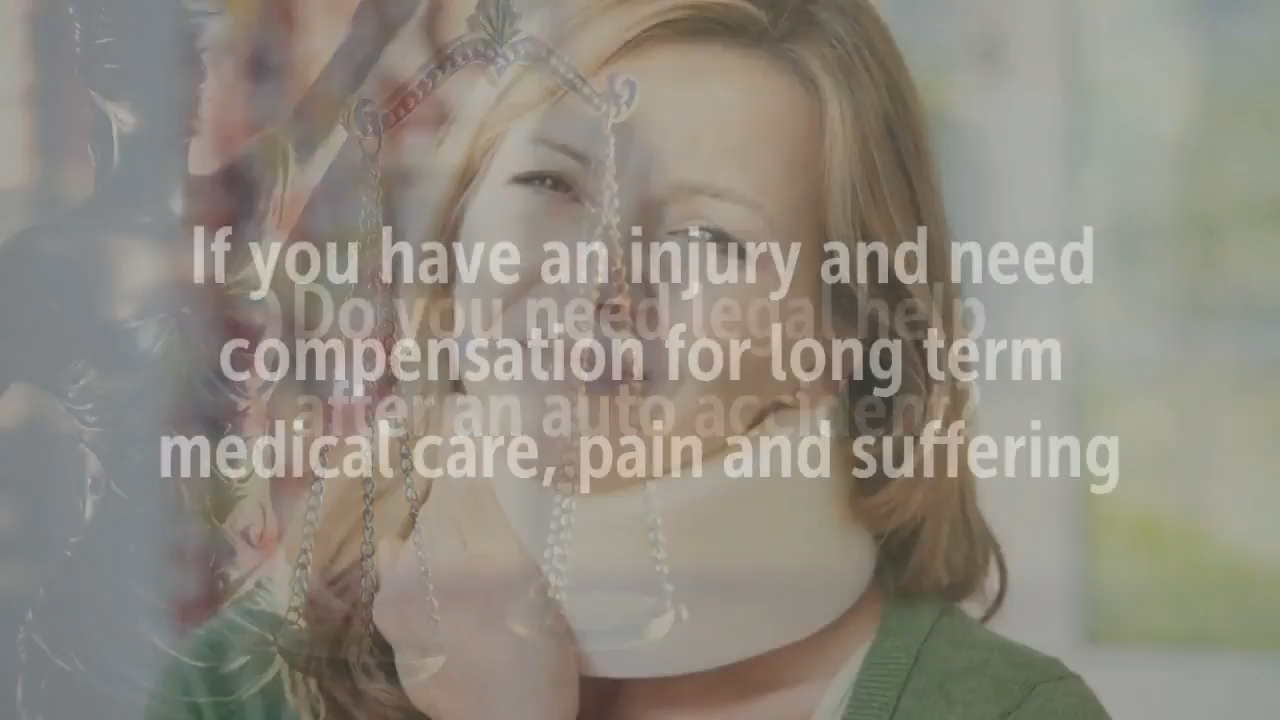 If you have an injury and need
Do you need legal help
compensation for long term
after an auto accident
medical care, pain and suffering